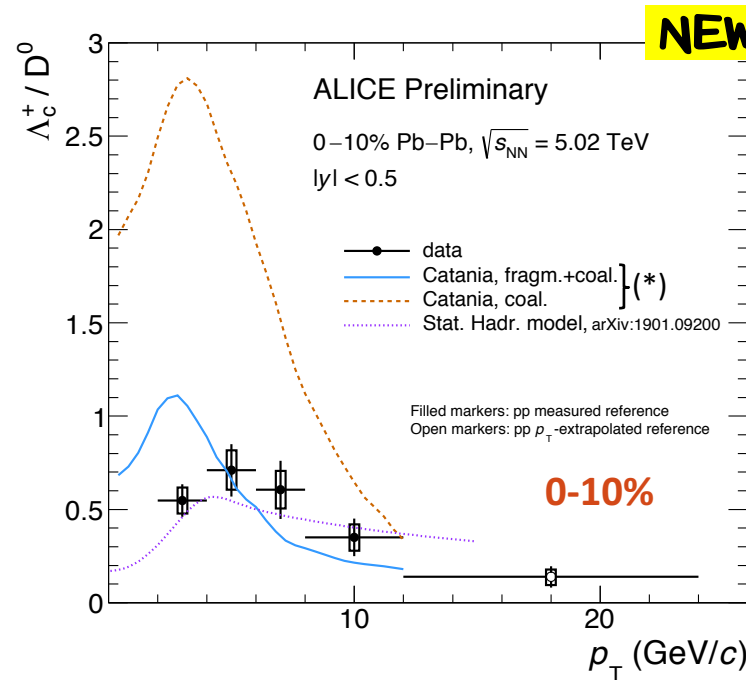 NEW
ALICE Preliminary
0−10% Pb−Pb, √sNN = 5.02 TeV
|y| < 0.5
data
Catania, fragm.+coal.
Catania, coal.
(*)
Stat. Hadr. model, arXiv:1901.09200
Filled markers: pp measured reference
Open markers: pp pT-extrapolated reference
0-10%
Λc+ / D0
3
2.5
2
1.5
1
0.5
0
10
20
pT (GeV/c)